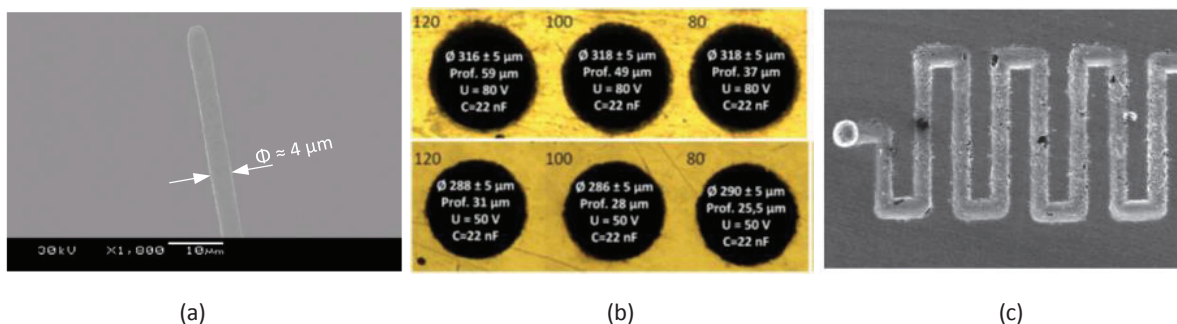 Φ ≈ 4 µm
30kV X1,800 10µm
120 100 80
Ø 316 ± 5 µm
Prof. 59 µm
U = 80 V
C=22 nF
Ø 318 ± 5 µm
Prof. 49 µm
U = 80 V
C=22 nF
Ø 318 ± 5 µm
Prof. 37 µm
U = 80 V
C=22 nF
120 100 80
Ø 288 ± 5 µm
Prof. 31 µm
U = 50 V
C=22 nF
Ø 286 ± 5 µm
Prof. 28 µm
U = 50 V
C=22 nF
Ø 290 ± 5 µm
Prof. 25,5 µm
U = 50 V
C=22 nF
(a) (b) (c)